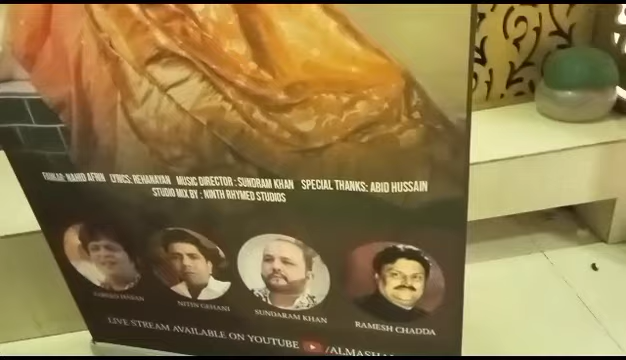 NAHID AFRIN LYRICS: REHANAYAN MUSIC DIRECTOR : SUNDRAM KHAN SPECIAL THANKS: ABID HUSSAIN
STUDIO MIX BY : NINTH RHYMED STUDIOS
NITIN GEHANI
SUNDARAM KHAN
RAMESH CHADDA
LIVE STREAM AVAILABLE ON YOUTUBE